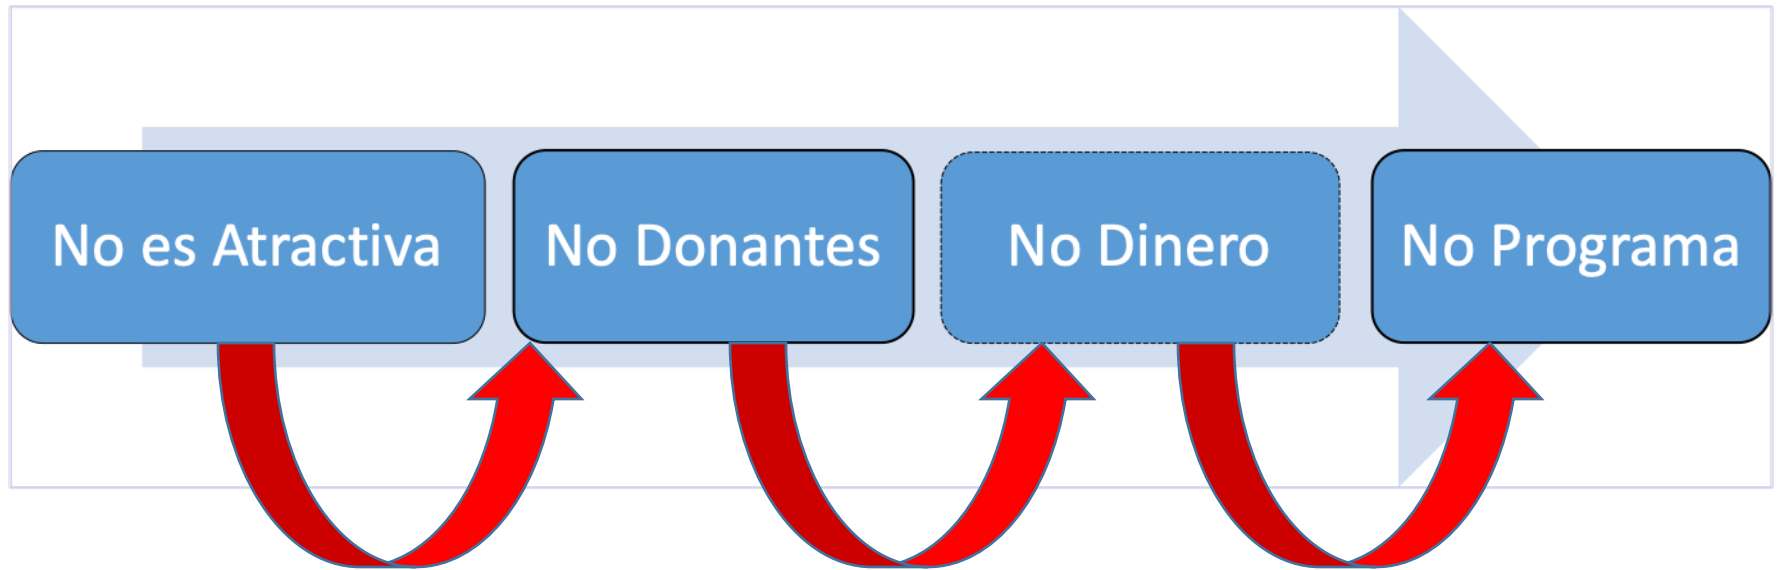 No es Atractiva
No Donantes
No Dinero
No Programa